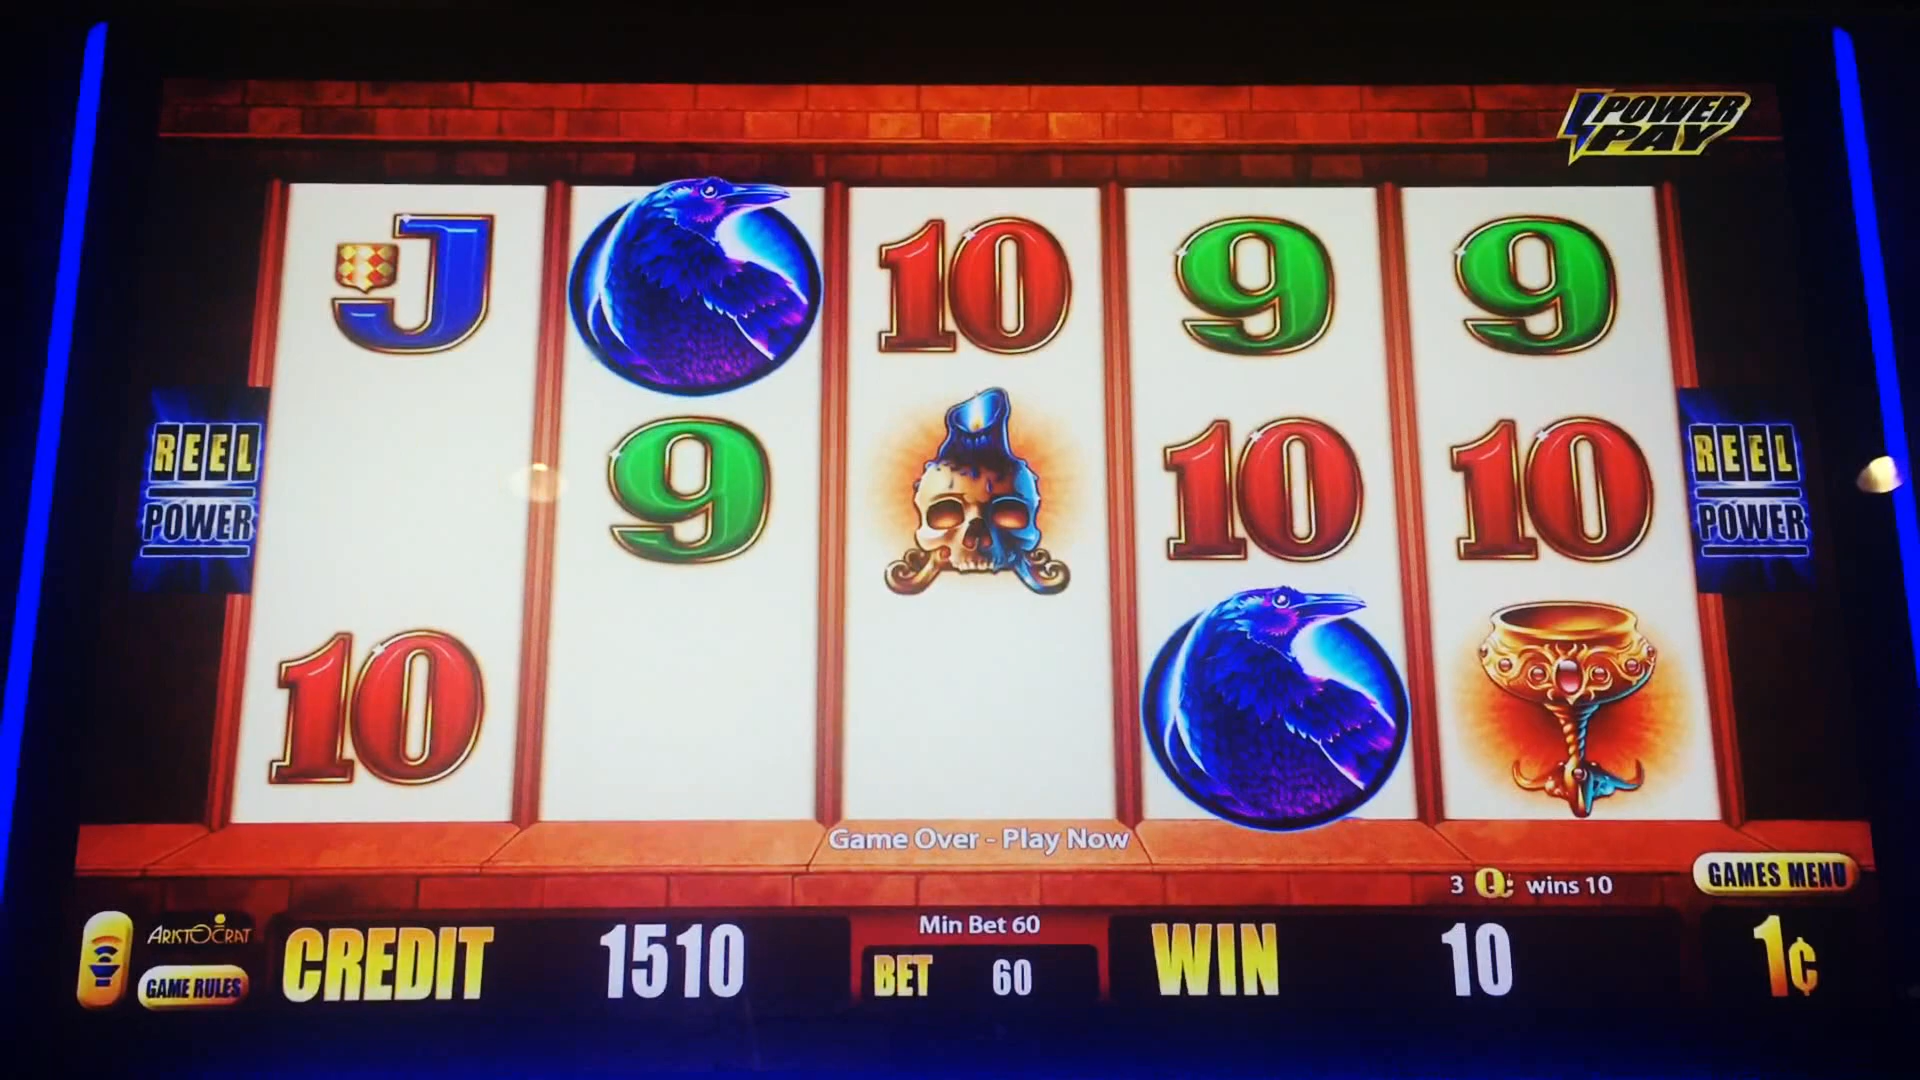 POWER
PAY
J
10
9
9
REEL
POWER
9
10
10
REEL
POWER
10
Game Over - Play Now
3 Q wins 10
GAMES MENU
ARISTOCRAT
GAME RULES
CREDIT 1510
Min Bet 60
BET 60
WIN 10
1¢